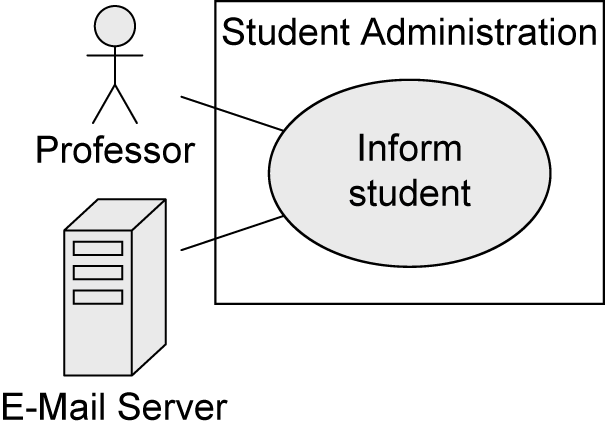 Student Administration
Professor
Inform
student
E-Mail Server